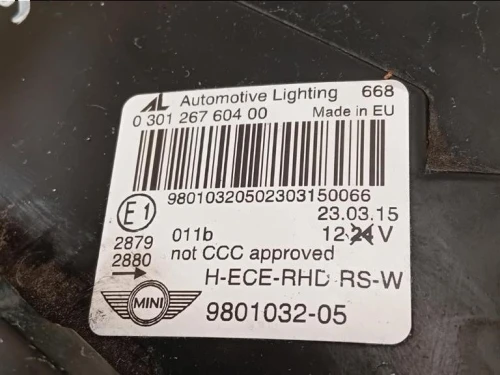 AL Automotive Lighting 668
0 301 267 604 00 Made in EU
98010320502303150066
23.03.15
E1
2879 011b 12 24 V
2880 not CCC approved
H-ECE-RHD RS-W
MINI 9801032-05